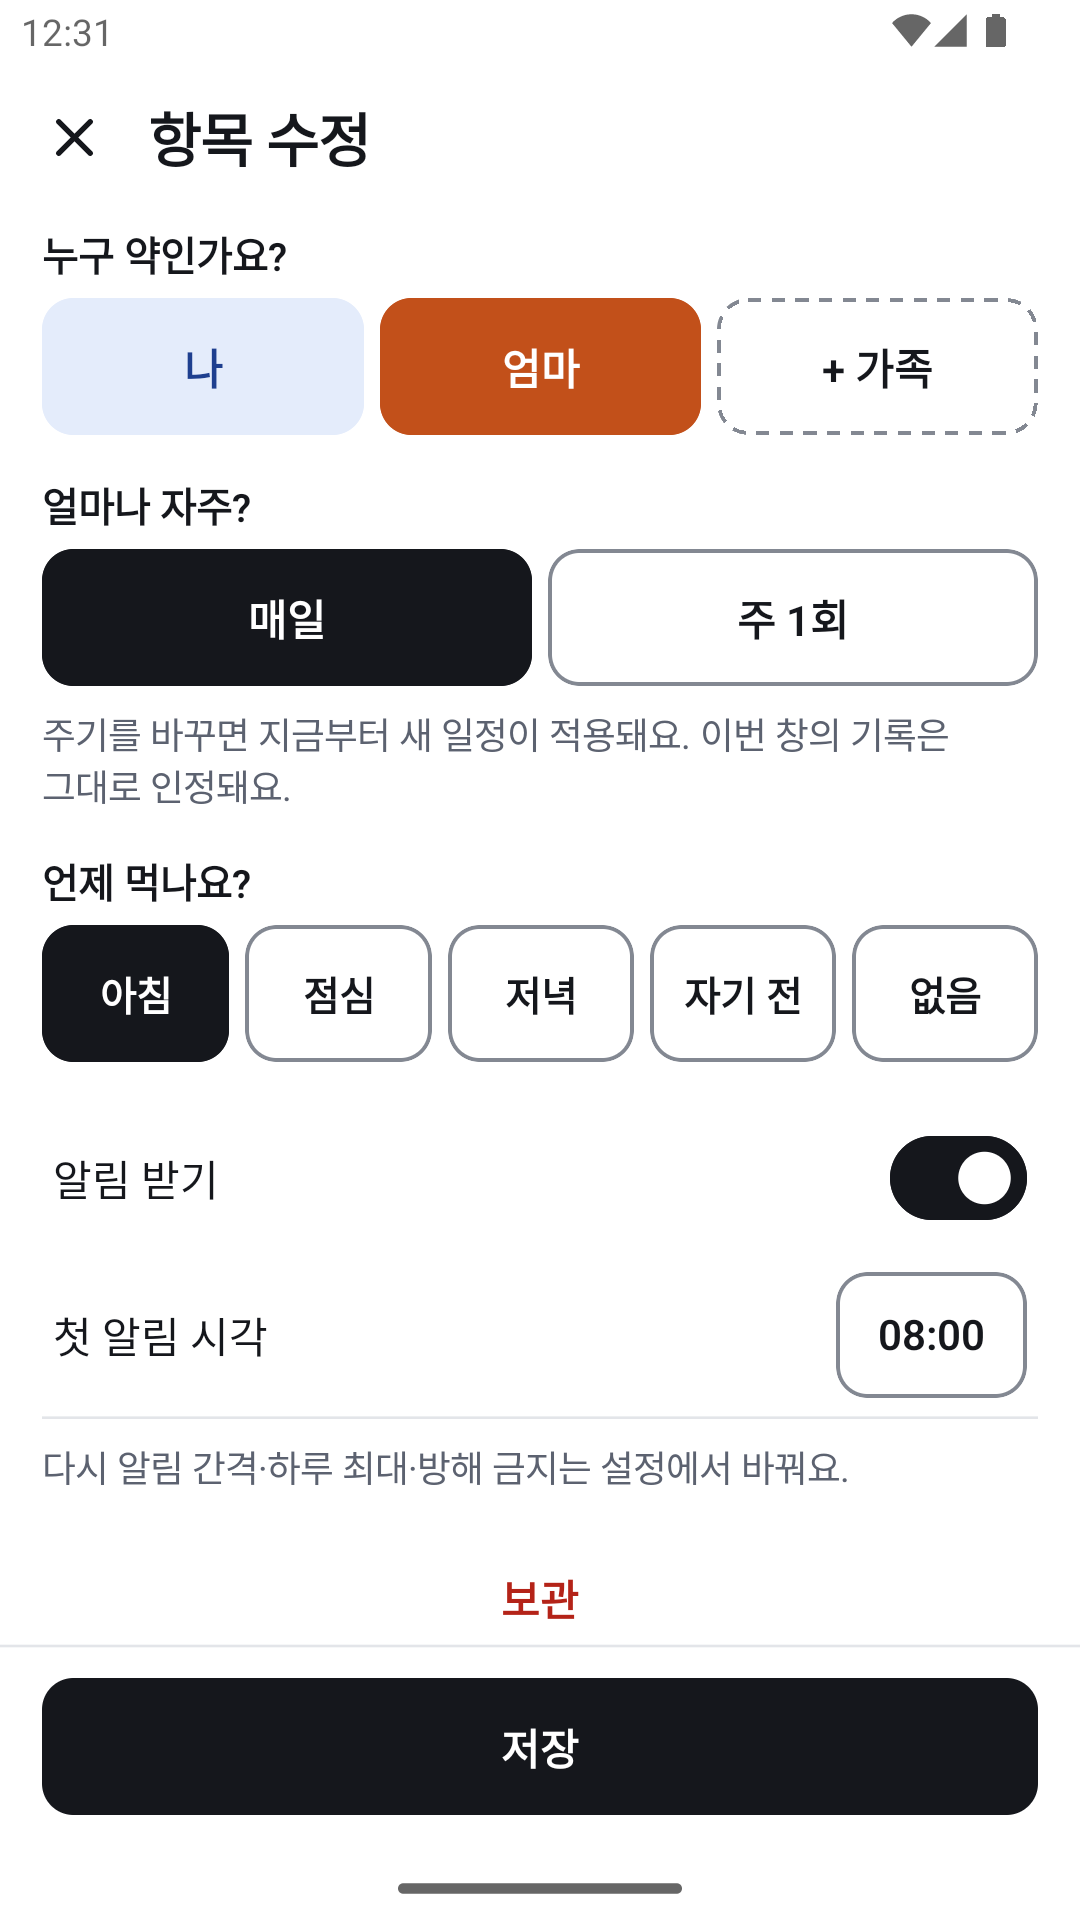 12:31
항목 수정
누구 약인가요?
나
엄마
+ 가족
얼마나 자주?
매일
주 1회
주기를 바꾸면 지금부터 새 일정이 적용돼요. 이번 창의 기록은
그대로 인정돼요.
언제 먹나요?
아침
점심
저녁
자기 전
없음
알림 받기
첫 알림 시각
08:00
다시 알림 간격·하루 최대·방해 금지는 설정에서 바꿔요.
보관
저장